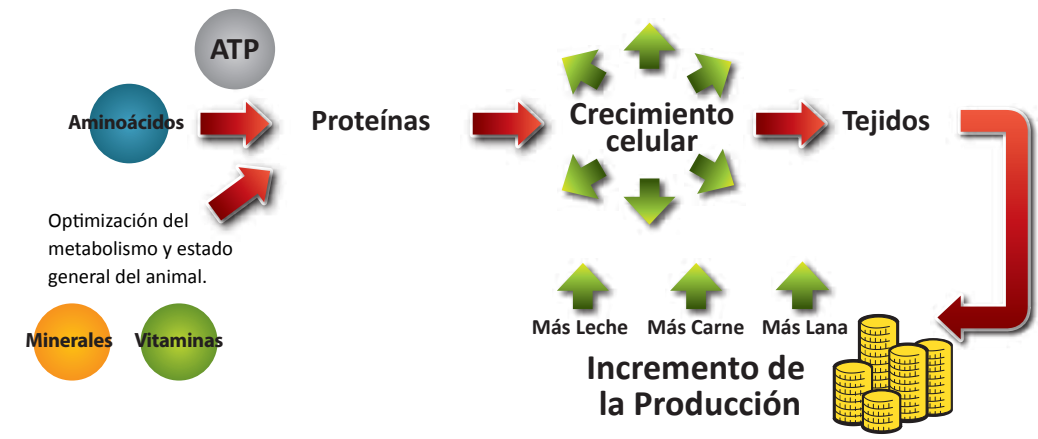 ATP
Aminoácidos
Proteínas
Crecimiento
celular
Tejidos
Optimización del
metabolismo y estado
general del animal.
Minerales
Vitaminas
Más Leche
Más Carne
Más Lana
Incremento de
la Producción